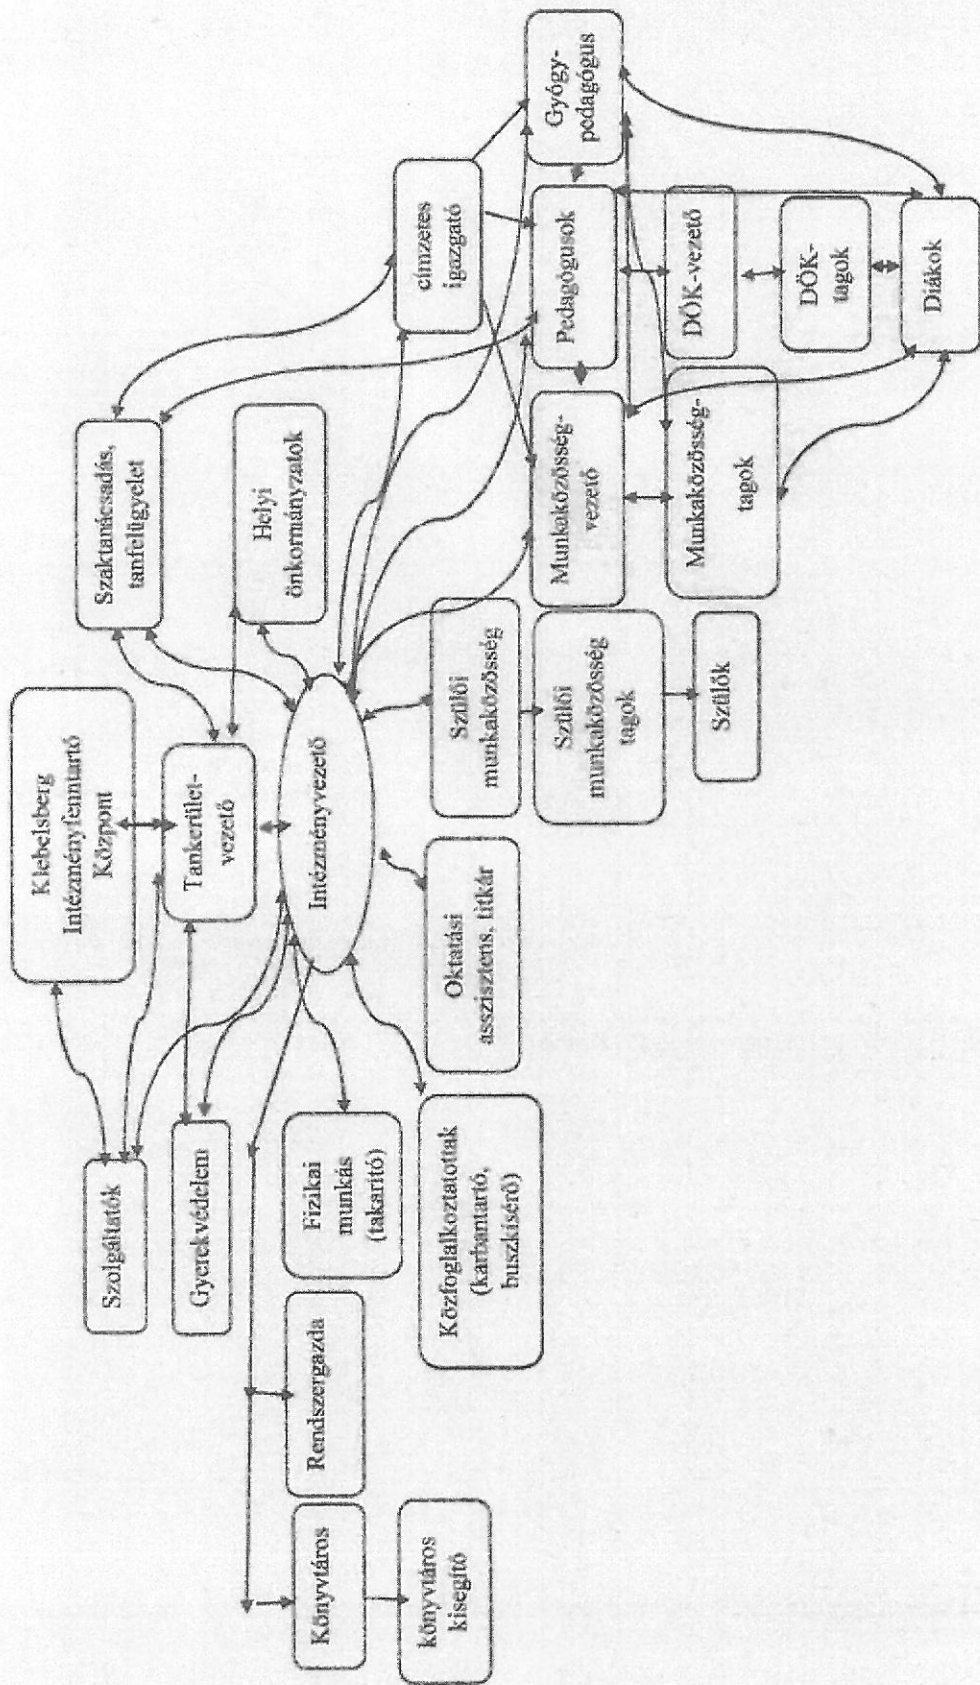 Klebelsberg
Intézményfenntartó
Központ
Szolgáltatók
Tankerület-
vezető
Szaktanácsadás,
tanfelügyelet
Gyerekvédelem
Helyi
önkormányzatok
Intézményvezető
címzetes
igazgató
Könyvtáros
Rendszergazda
Fizikai
munkás
(takarító)
könyvtáros
kisegítő
Közfoglalkoztatottak
(karbantartó,
buszkísérő)
Oktatási
asszisztens, titkár
Szülői
munkaközösség
Szülői
munkaközösség
tagok
Szülők
Munkaközösség-
vezető
Pedagógusok
Gyógy-
pedagógus
Munkaközösség-
tagok
DÖK-vezető
DÖK-
tagok
Diákok